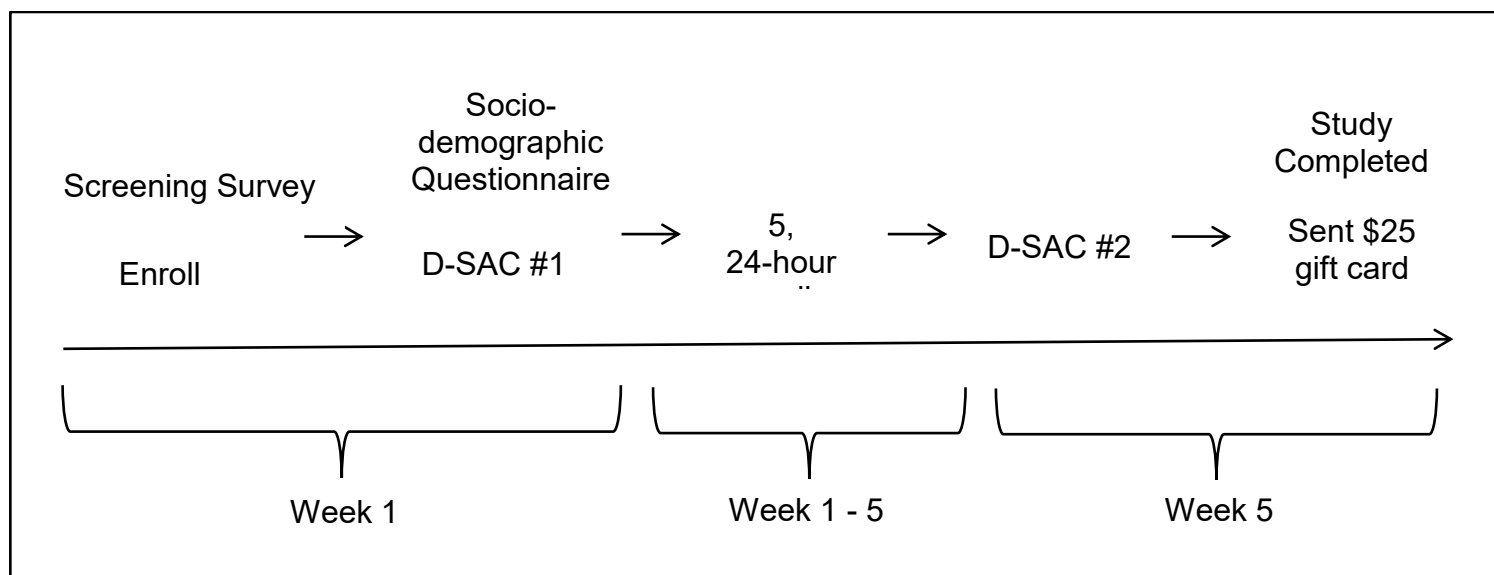 Screening Survey
Enroll
Socio-
demographic
Questionnaire
D-SAC #1
5,
24-hour
D-SAC #2
Study
Completed
Sent $25
gift card
Week 1
Week 1 - 5
Week 5